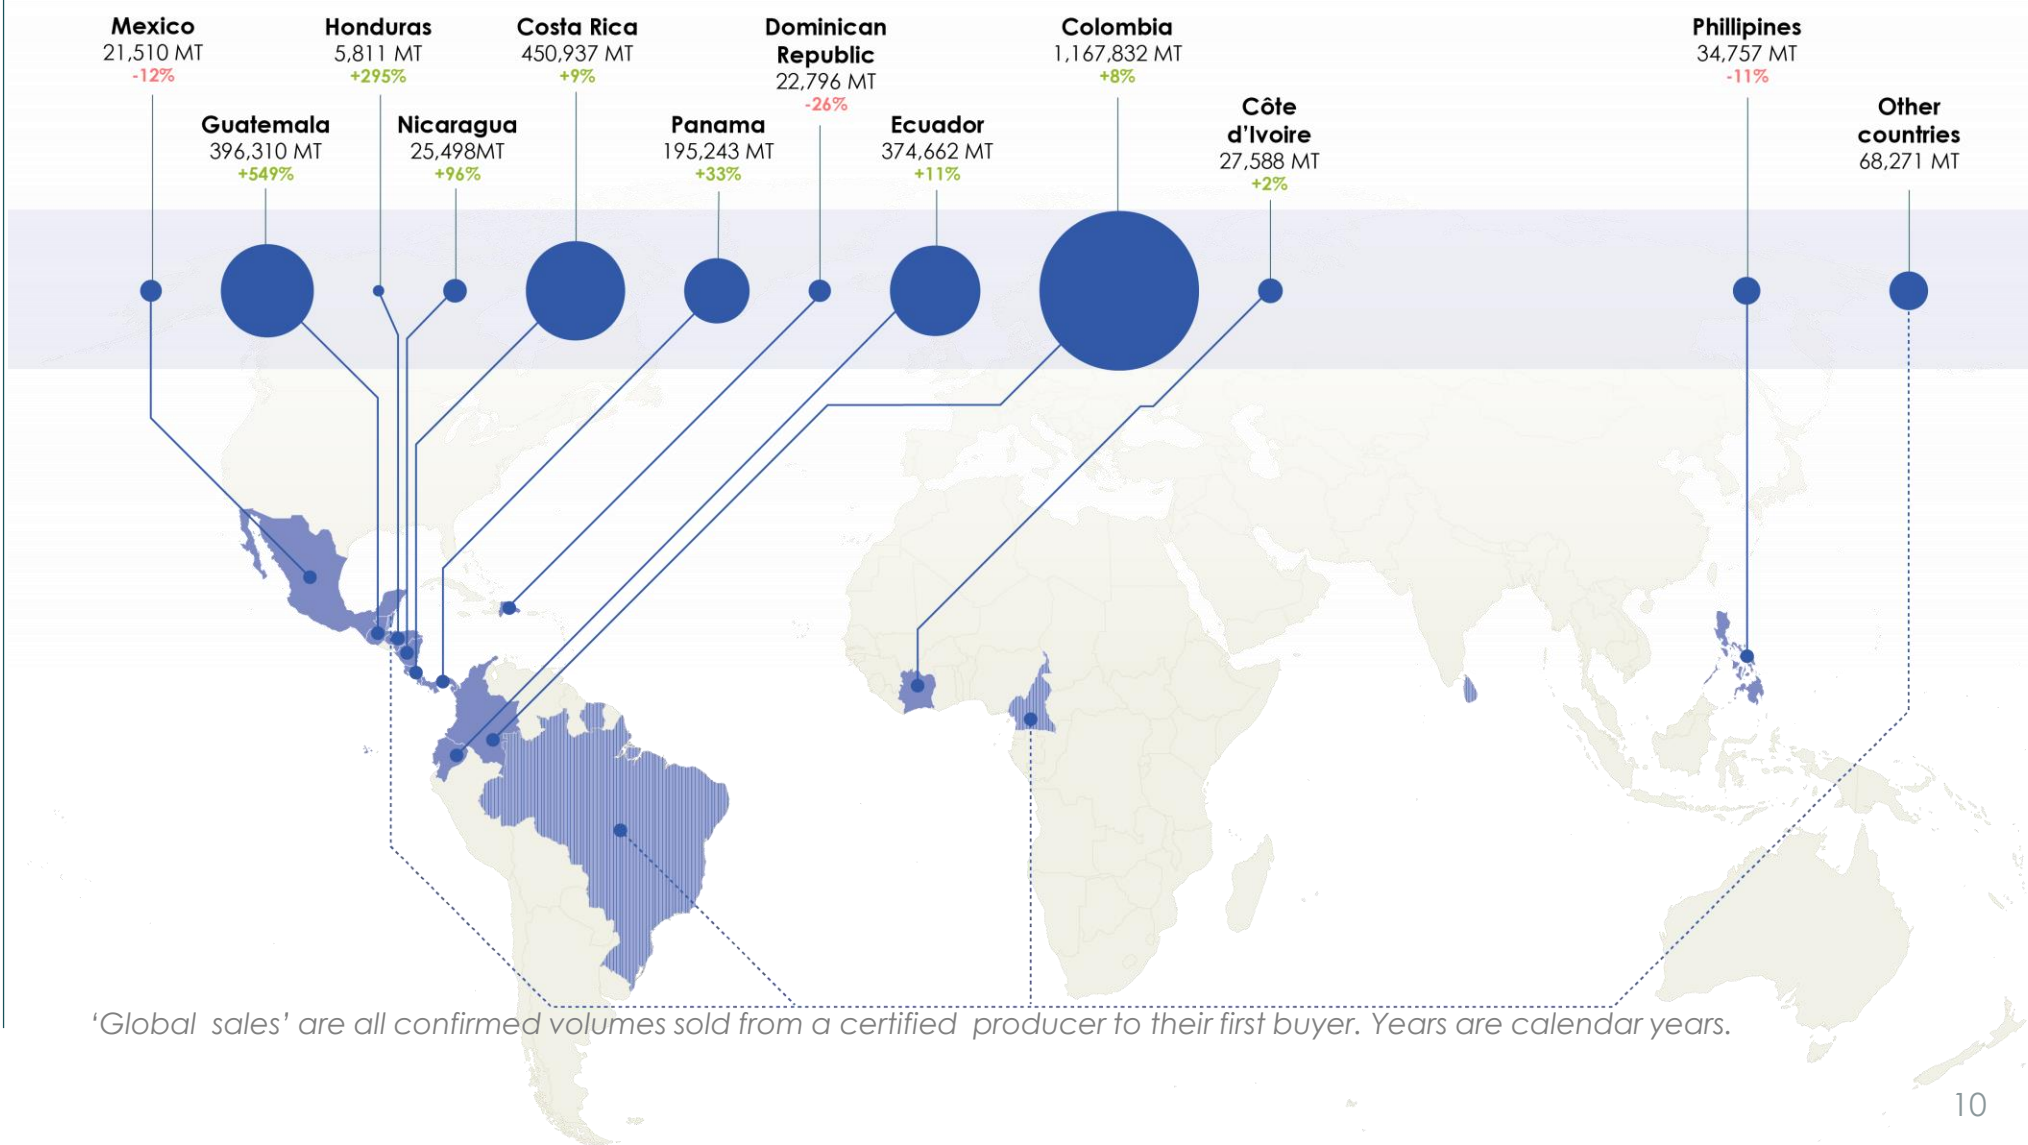 Mexico
21,510 MT
-12%
Honduras
5,811 MT
+295%
Costa Rica
450,937 MT
+9%
Dominican
Republic
22,796 MT
-26%
Colombia
1,167,832 MT
+8%
Phillipines
34,757 MT
-11%
Guatemala
396,310 MT
+549%
Nicaragua
25,498MT
+96%
Panama
195,243 MT
+33%
Ecuador
374,662 MT
+11%
Côte
d’Ivoire
27,588 MT
+2%
Other
countries
68,271 MT
‘Global sales’ are all confirmed volumes sold from a certified producer to their first buyer. Years are calendar years.
10